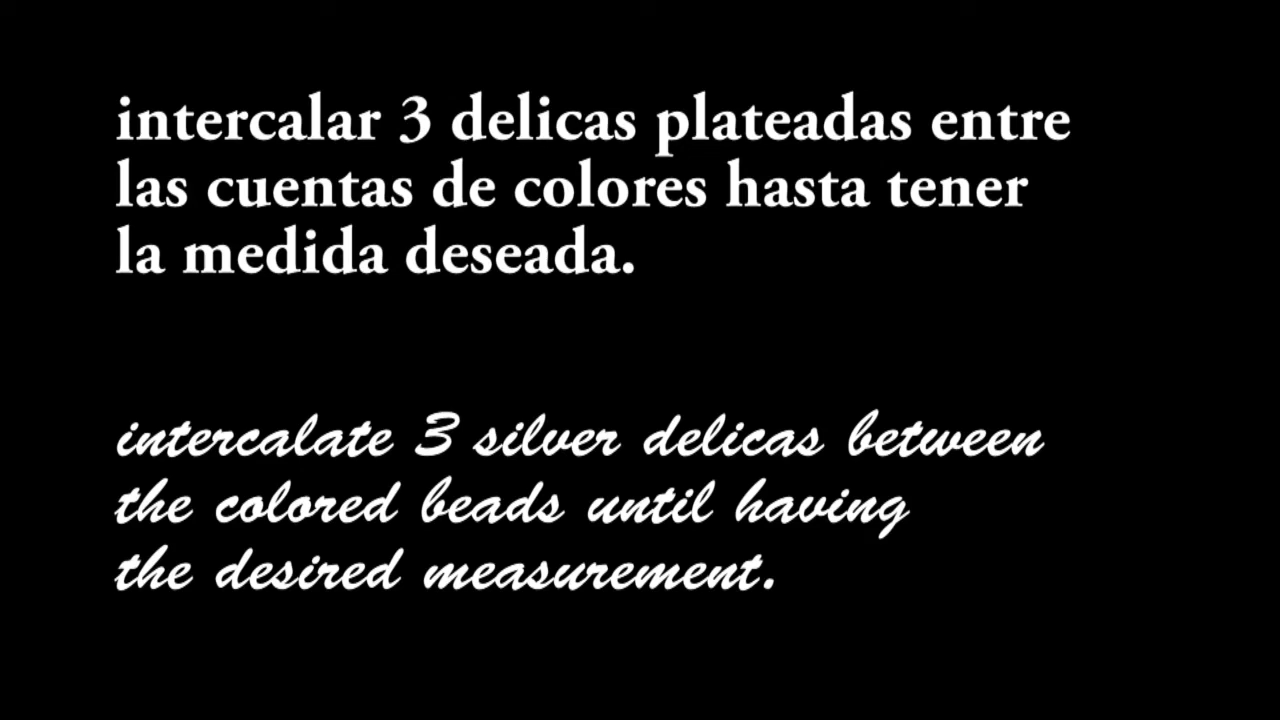 intercalar 3 delicas plateadas entre
las cuentas de colores hasta tener
la medida deseada.
intercalate 3 silver delicas between
the colored beads until having
the desired measurement.